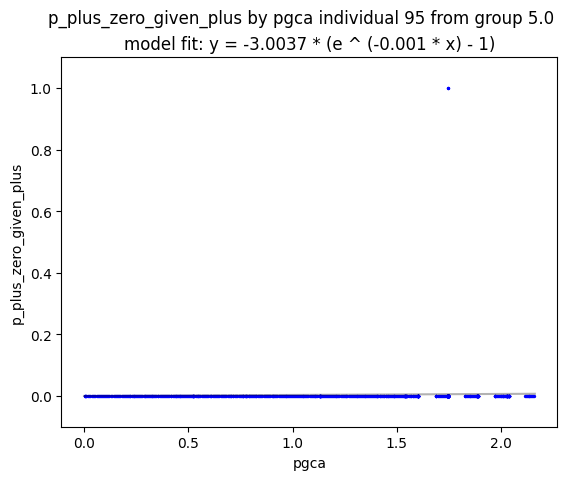 p_plus_zero_given_plus by pgca individual 95 from group 5.0
model fit: y = -3.0037 * (e ^ (-0.001 * x) - 1)
1.0
0.8
0.6
0.4
0.2
0.0
p_plus_zero_given_plus
0.0 0.5 1.0 1.5 2.0
pgca